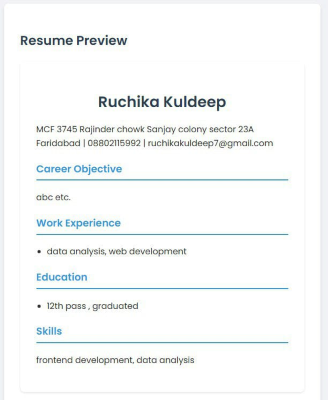 Resume Preview
Ruchika Kuldeep
MCF 3745 Rajinder chowk Sanjay colony sector 23A
Faridabad | 08802115992 | ruchikakuldeep7@gmail.com
Career Objective
abc etc.
Work Experience
• data analysis, web development
Education
• 12th pass , graduated
Skills
frontend development, data analysis